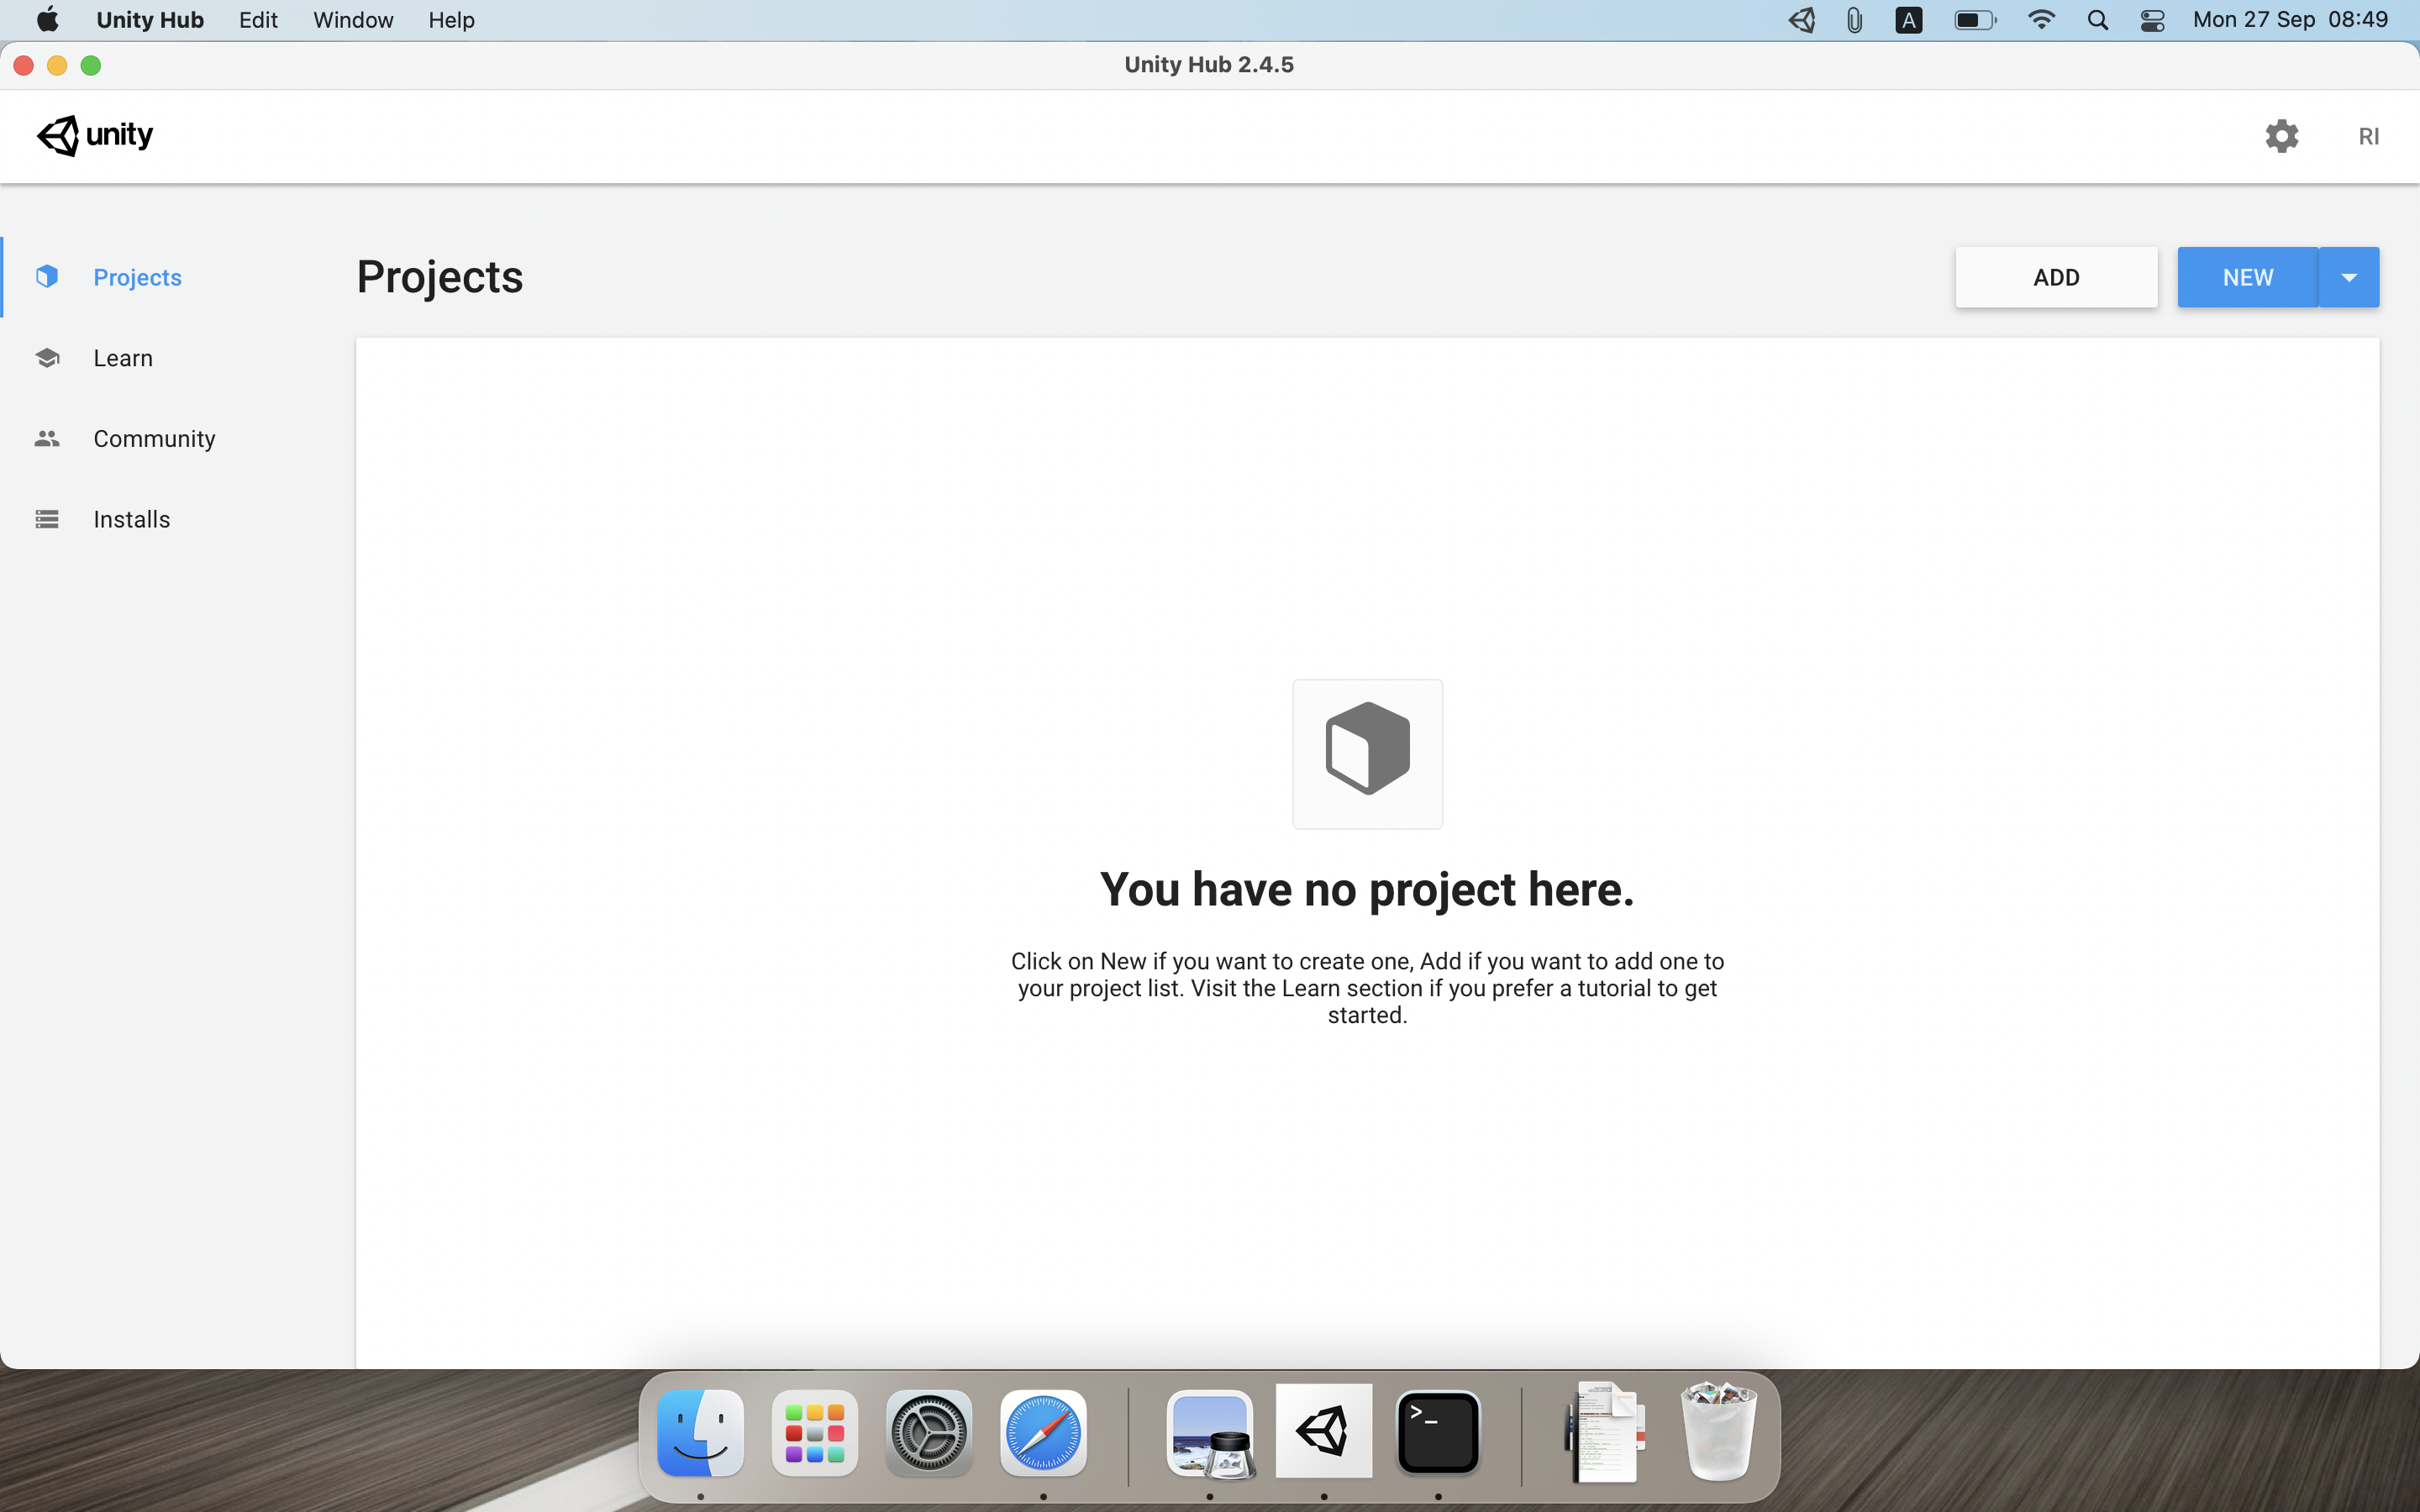 Unity Hub Edit Window Help A Mon 27 Sep 08:49
Unity Hub 2.4.5
unity RI
Projects
Learn
Community
Installs
Projects ADD NEW
You have no project here.
Click on New if you want to create one, Add if you want to add one to
your project list. Visit the Learn section if you prefer a tutorial to get
started.
>_